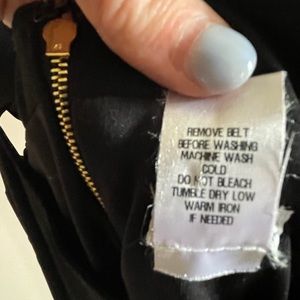 REMOVE BELT
BEFORE WASHING
MACHINE WASH
COLD
DO NOT BLEACH
TUMBLE DRY LOW
WARM IRON
IF NEEDED